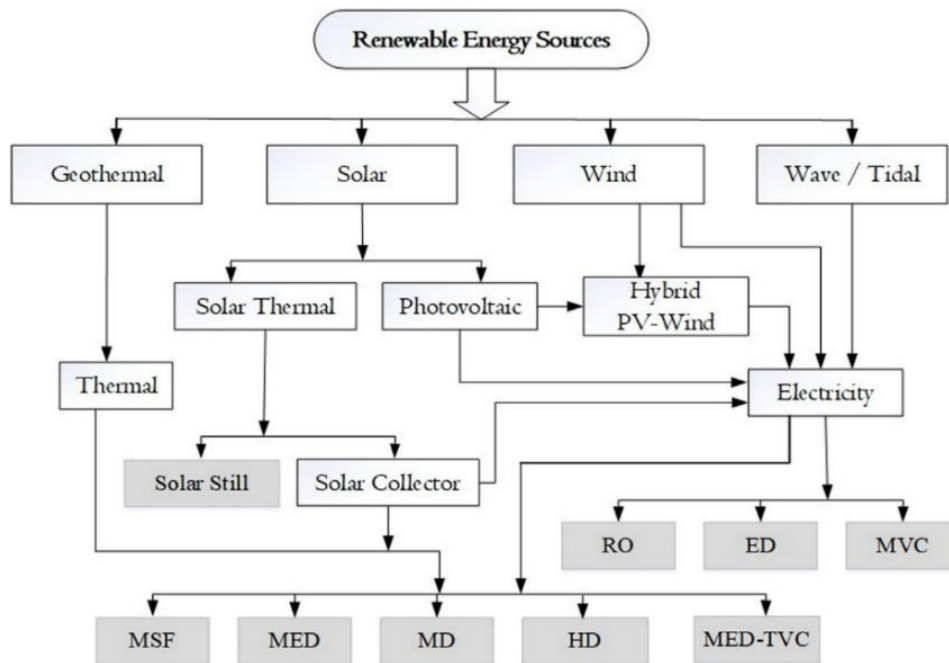 Renewable Energy Sources
Geothermal
Solar
Wind
Wave / Tidal
Solar Thermal
Photovoltaic
Hybrid
PV-Wind
Thermal
Electricity
Solar Still
Solar Collector
RO
ED
MVC
MSF
MED
MD
HD
MED-TVC